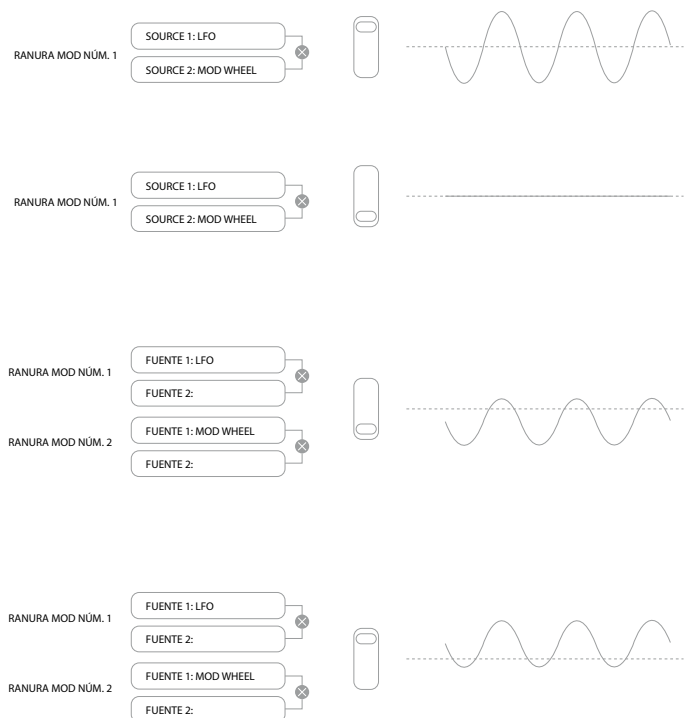 RANURA MOD NÚM. 1
SOURCE 1: LFO
SOURCE 2: MOD WHEEL
RANURA MOD NÚM. 1
SOURCE 1: LFO
SOURCE 2: MOD WHEEL
RANURA MOD NÚM. 1
FUENTE 1: LFO
FUENTE 2:
RANURA MOD NÚM. 2
FUENTE 1: MOD WHEEL
FUENTE 2:
RANURA MOD NÚM. 1
FUENTE 1: LFO
FUENTE 2:
RANURA MOD NÚM. 2
FUENTE 1: MOD WHEEL
FUENTE 2: